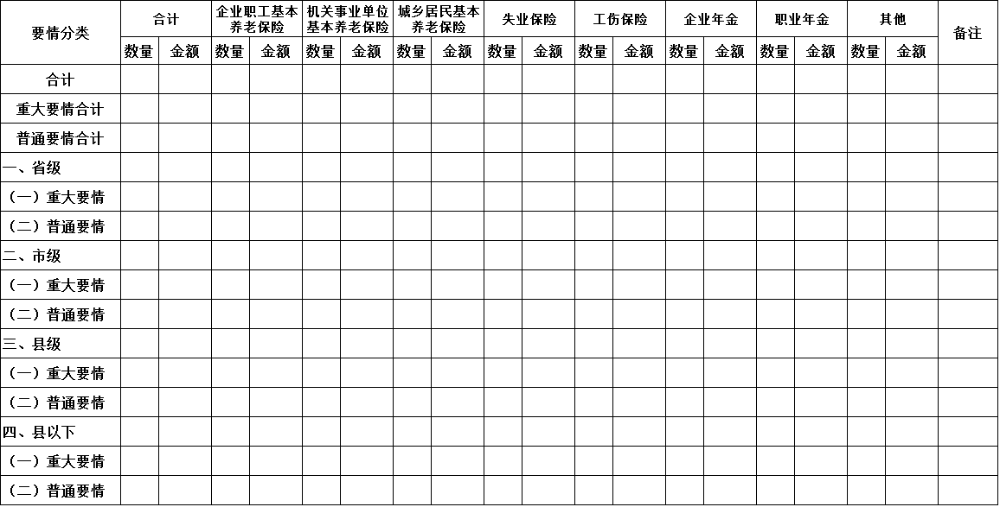 要情分类
合计
企业职工基本
养老保险
机关事业单位
基本养老保险
城乡居民基本
养老保险
失业保险
工伤保险
企业年金
职业年金
其他
备注
数量 金额 数量 金额 数量 金额 数量 金额 数量 金额 数量 金额 数量 金额 数量 金额 数量 金额
合计
重大要情合计
普通要情合计
一、省级
（一）重大要情
（二）普通要情
二、市级
（一）重大要情
（二）普通要情
三、县级
（一）重大要情
（二）普通要情
四、县以下
（一）重大要情
（二）普通要情